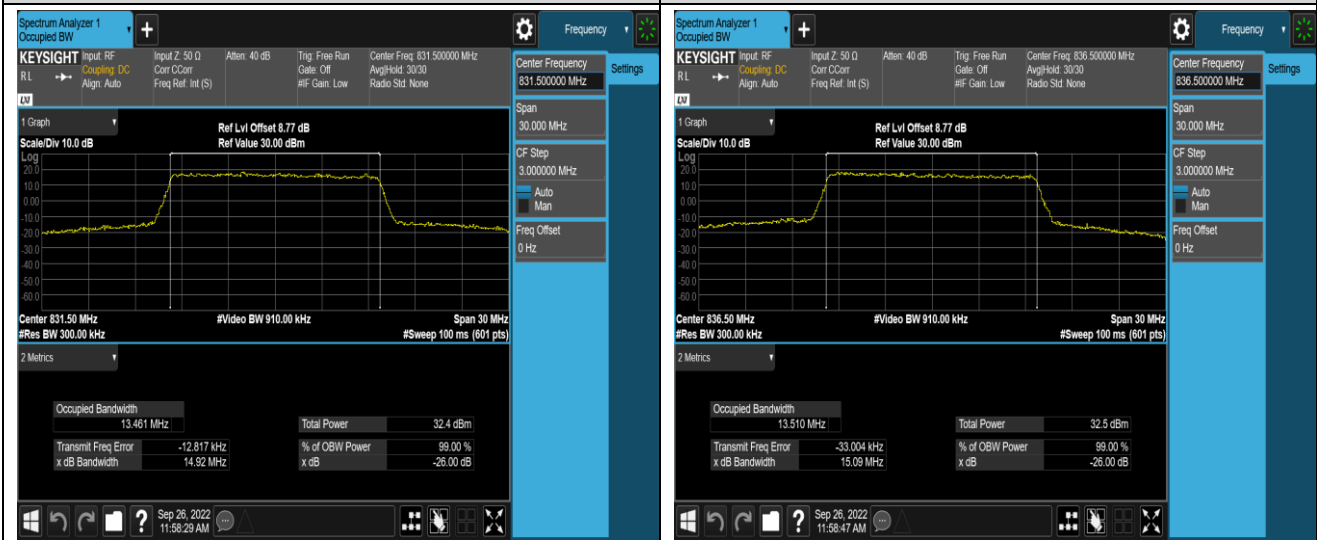 Spectrum Analyzer 1
Occupied BW
+
Frequency
KEYSIGHT
RL
LXI
Input: RF
Coupling: DC
Align: Auto
Input Z: 50 Ω
Corr CCorr
Freq Ref: Int (S)
Atten: 40 dB
Trig: Free Run
Gate: Off
#IF Gain: Low
Center Freq: 831.500000 MHz
Avg|Hold: 30/30
Radio Std: None
Center Frequency
831.500000 MHz
Settings
Span
30.000 MHz
CF Step
3.000000 MHz
Auto
Man
Freq Offset
0 Hz
1 Graph
Scale/Div 10.0 dB
Ref Lvl Offset 8.77 dB
Ref Value 30.00 dBm
Log
20.0
10.0
0.00
-10.0
-20.0
-30.0
-40.0
-50.0
-60.0
Center 831.50 MHz
#Video BW 910.00 kHz
Span 30 MHz
#Res BW 300.00 kHz
#Sweep 100 ms (601 pts)
2 Metrics
Occupied Bandwidth
13.461 MHz
Total Power 32.4 dBm
Transmit Freq Error -12.817 kHz
% of OBW Power 99.00 %
x dB Bandwidth 14.92 MHz
x dB -26.00 dB
?
Sep 26, 2022
11:58:29 AM
Spectrum Analyzer 1
Occupied BW
+
Frequency
KEYSIGHT
RL
LXI
Input: RF
Coupling: DC
Align: Auto
Input Z: 50 Ω
Corr CCorr
Freq Ref: Int (S)
Atten: 40 dB
Trig: Free Run
Gate: Off
#IF Gain: Low
Center Freq: 836.500000 MHz
Avg|Hold: 30/30
Radio Std: None
Center Frequency
836.500000 MHz
Settings
Span
30.000 MHz
CF Step
3.000000 MHz
Auto
Man
Freq Offset
0 Hz
1 Graph
Scale/Div 10.0 dB
Ref Lvl Offset 8.77 dB
Ref Value 30.00 dBm
Log
20.0
10.0
0.00
-10.0
-20.0
-30.0
-40.0
-50.0
-60.0
Center 836.50 MHz
#Video BW 910.00 kHz
Span 30 MHz
#Res BW 300.00 kHz
#Sweep 100 ms (601 pts)
2 Metrics
Occupied Bandwidth
13.510 MHz
Total Power 32.5 dBm
Transmit Freq Error -33.004 kHz
% of OBW Power 99.00 %
x dB Bandwidth 15.09 MHz
x dB -26.00 dB
?
Sep 26, 2022
11:58:47 AM